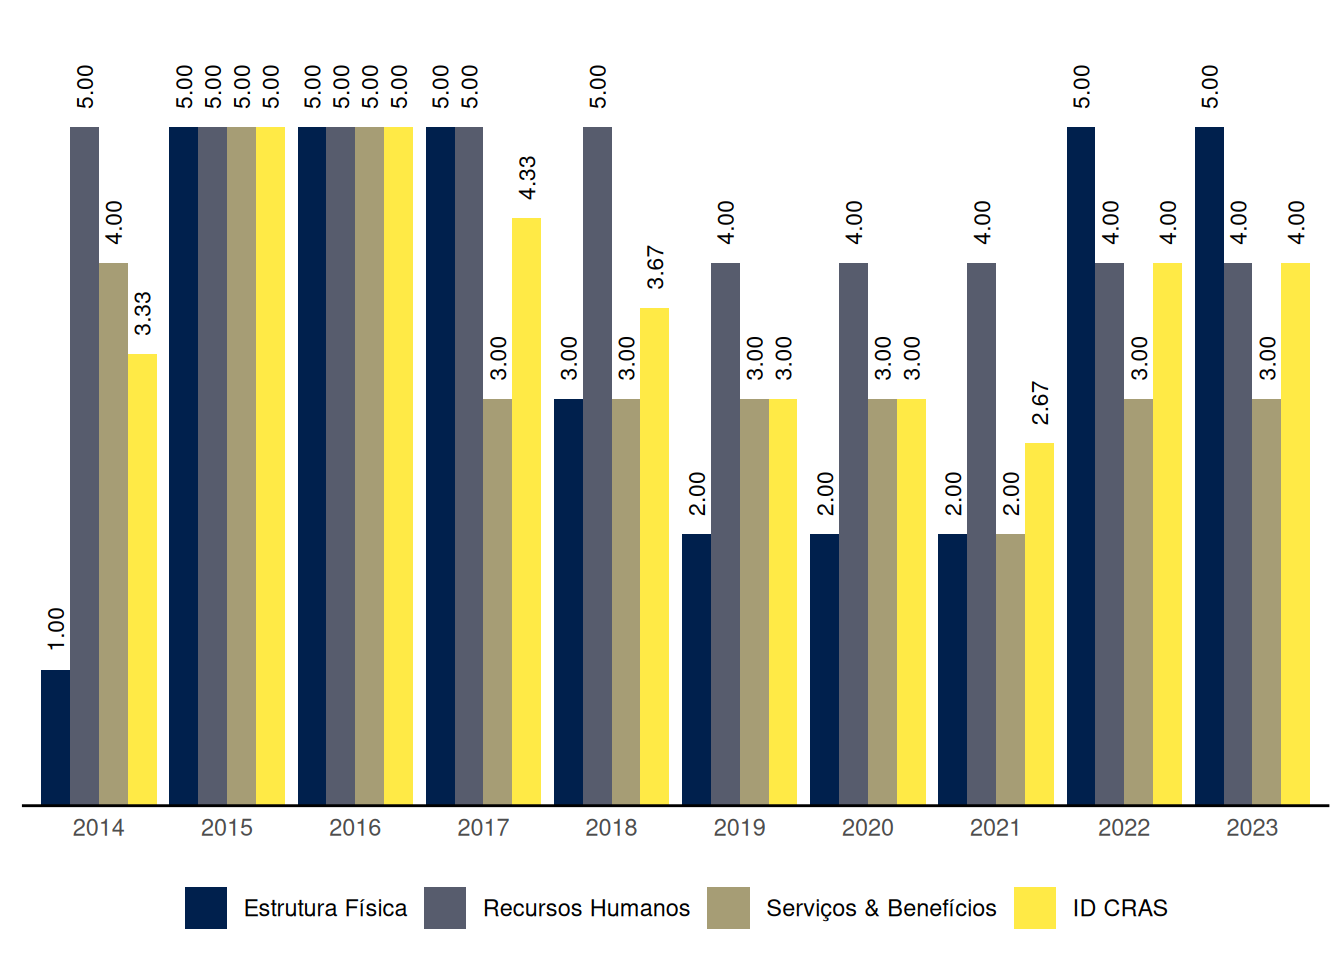 1.00 5.00 4.00 3.33
5.00 5.00 5.00 5.00
5.00 5.00 5.00 5.00
5.00 5.00 3.00 4.33
3.00 5.00 3.00 3.67
2.00 4.00 3.00 3.00
2.00 4.00 3.00 3.00
2.00 4.00 2.00 2.67
5.00 4.00 3.00 4.00
5.00 4.00 3.00 4.00
2014 2015 2016 2017 2018 2019 2020 2021 2022 2023
Estrutura Física Recursos Humanos Serviços & Benefícios ID CRAS